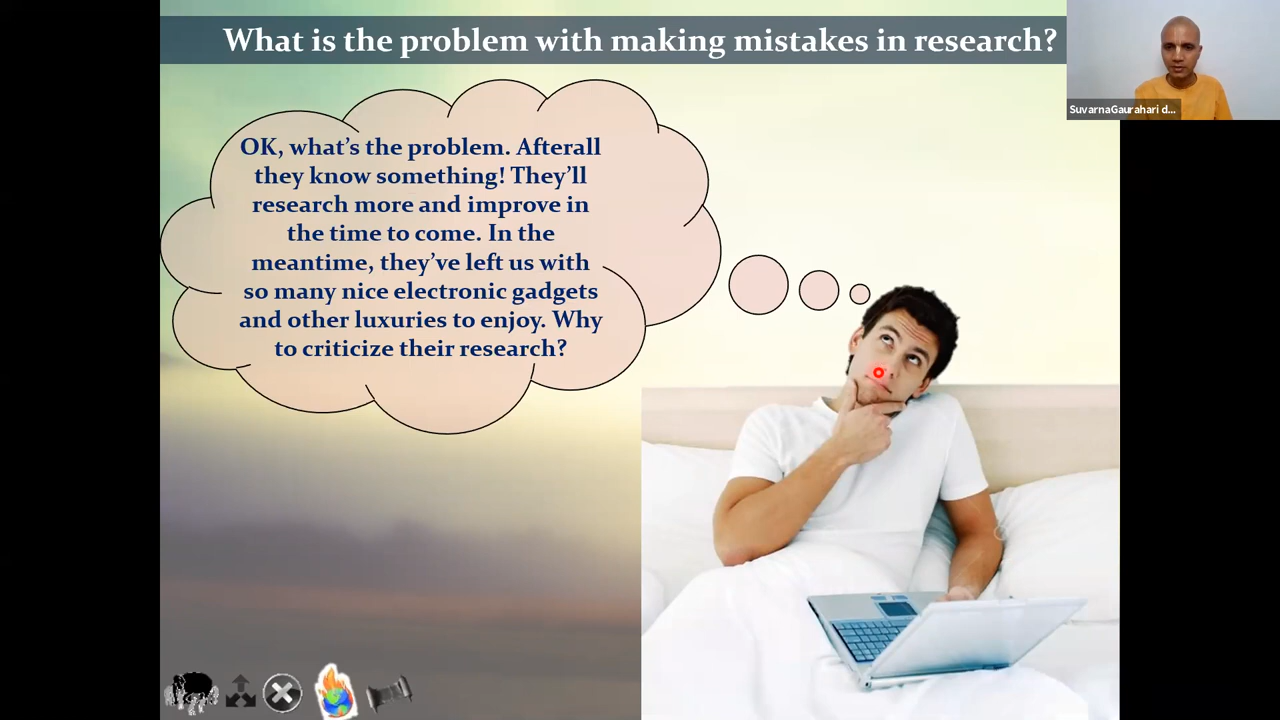 What is the problem with making mistakes in research?
SuvarnaGaurahari d...
OK, what's the problem. Afterall
they know something! They'll
research more and improve in
the time to come. In the
meantime, they've left us with
so many nice electronic gadgets
and other luxuries to enjoy. Why
to criticize their research?